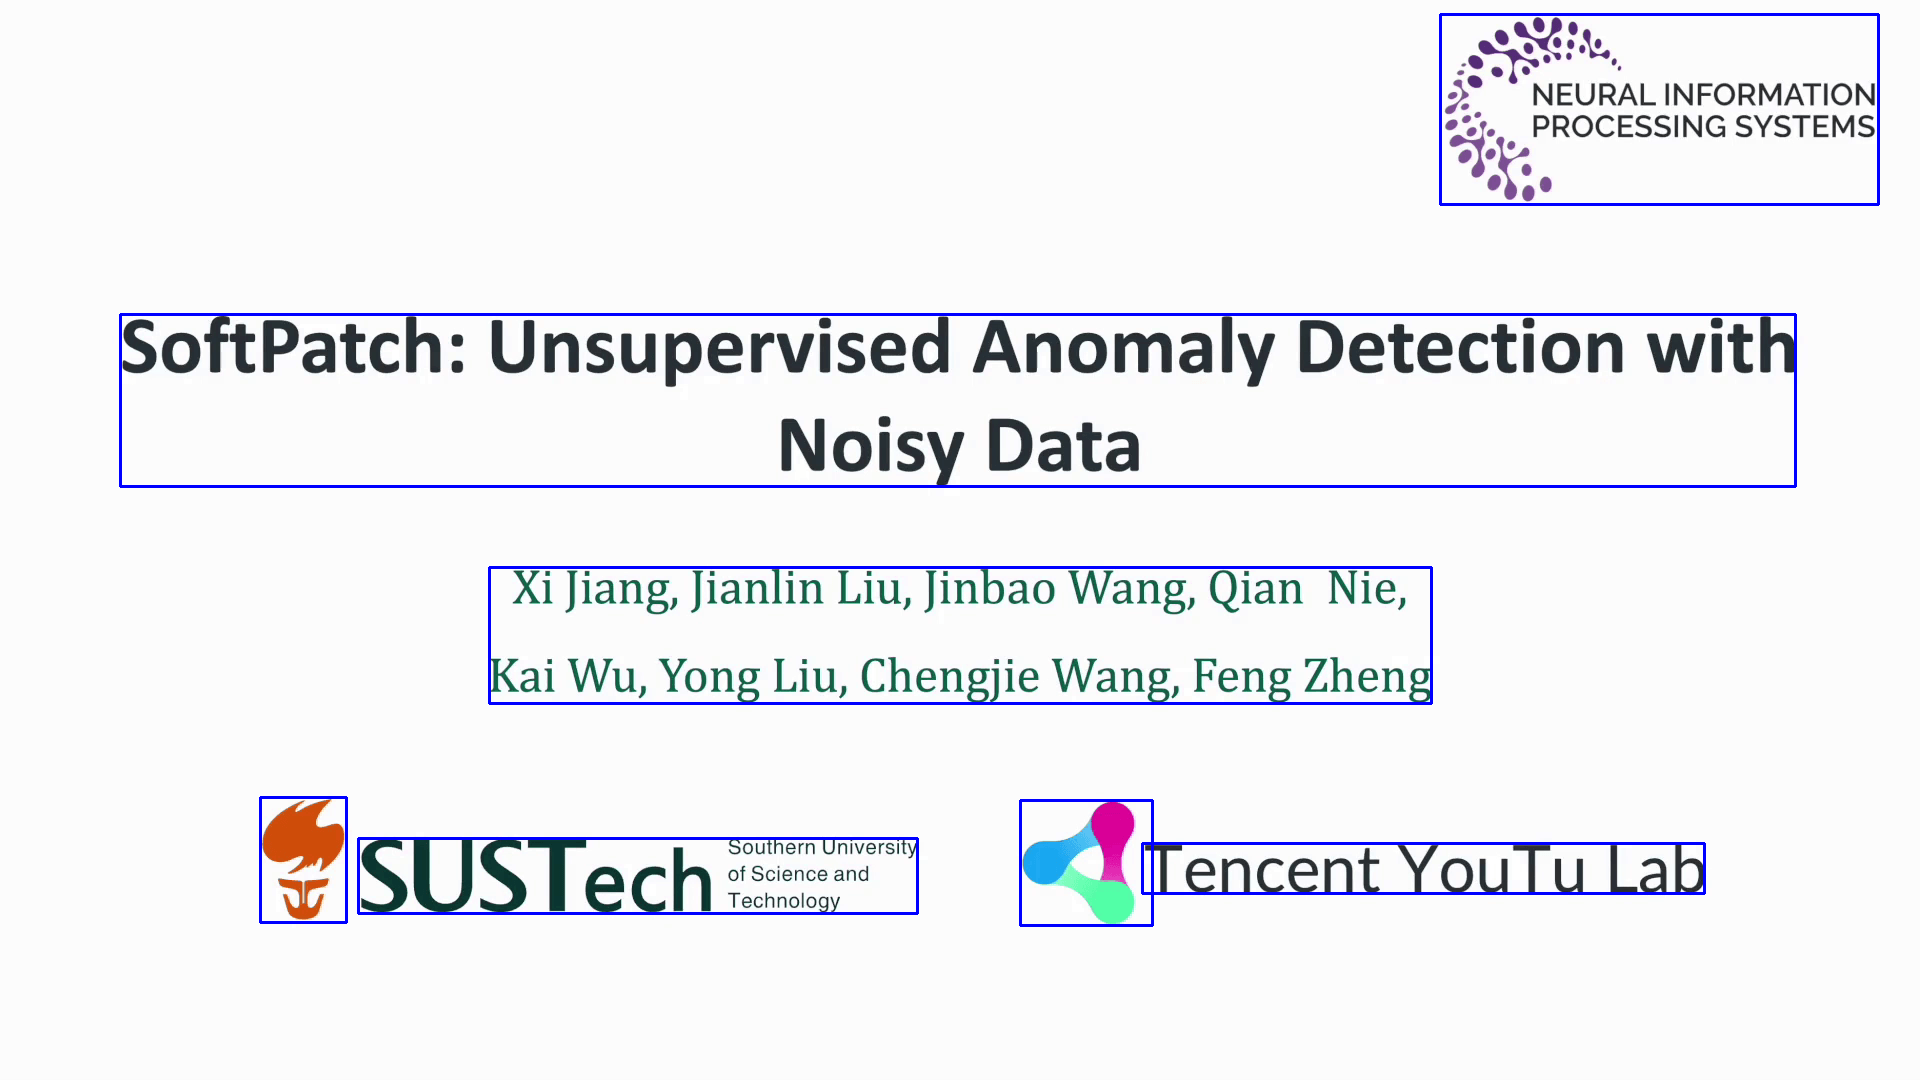 NEURAL INFORMATION
PROCESSING SYSTEMS
SoftPatch: Unsupervised Anomaly Detection with
Noisy Data
Xi Jiang, Jianlin Liu, Jinbao Wang, Qian  Nie,
Kai Wu, Yong Liu, Chengjie Wang, Feng Zheng
SUSTech
Southern University
of Science and
Technology
Tencent YouTu Lab